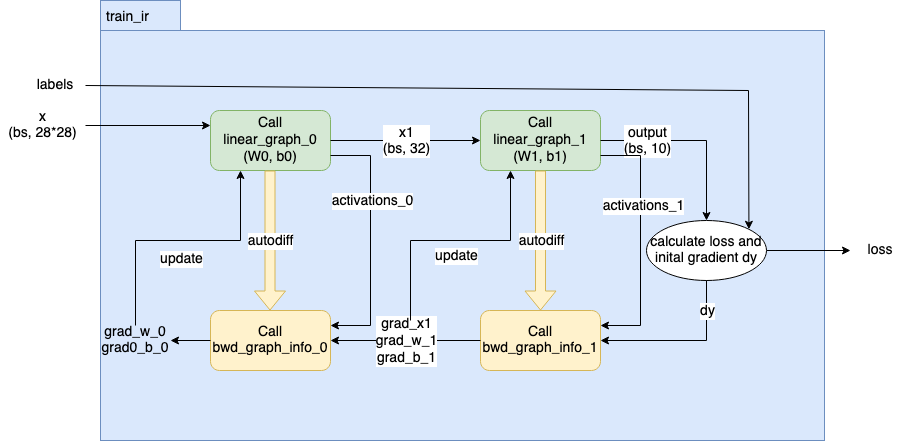 train_ir
labels
x
(bs, 28*28)
Call
linear_graph_0
(W0, b0)
x1
(bs, 32)
Call
linear_graph_1
(W1, b1)
output
(bs, 10)
activations_0
activations_1
autodiff
update
autodiff
update
calculate loss and
inital gradient dy
loss
dy
grad_w_0
grad0_b_0
Call
bwd_graph_info_0
grad_x1
grad_w_1
grad_b_1
Call
bwd_graph_info_1